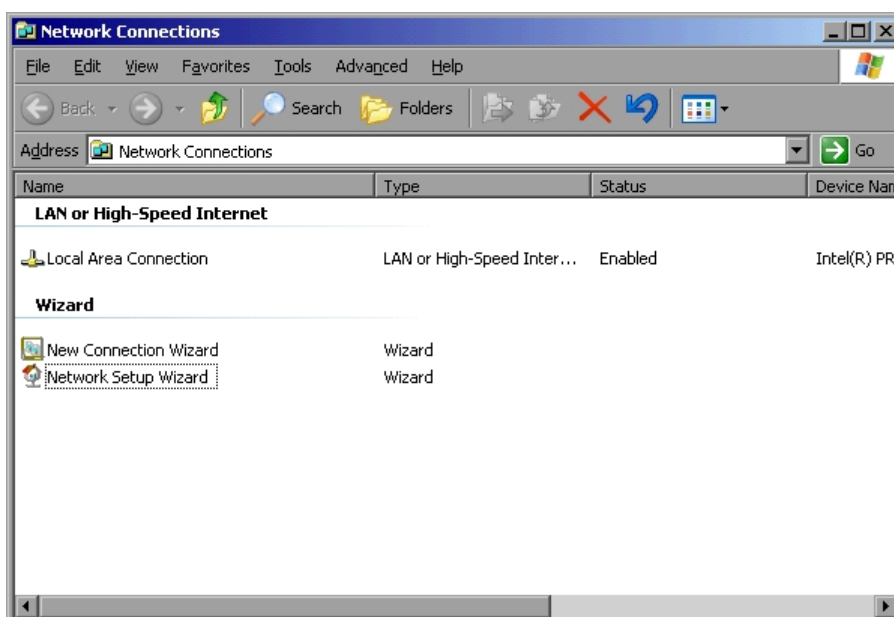 Network Connections
File Edit View Favorites Tools Advanced Help
Back Search Folders
Address Network Connections Go
Name Type Status Device Nam
LAN or High-Speed Internet
Local Area Connection LAN or High-Speed Inter... Enabled Intel(R) PR
Wizard
New Connection Wizard Wizard
Network Setup Wizard Wizard